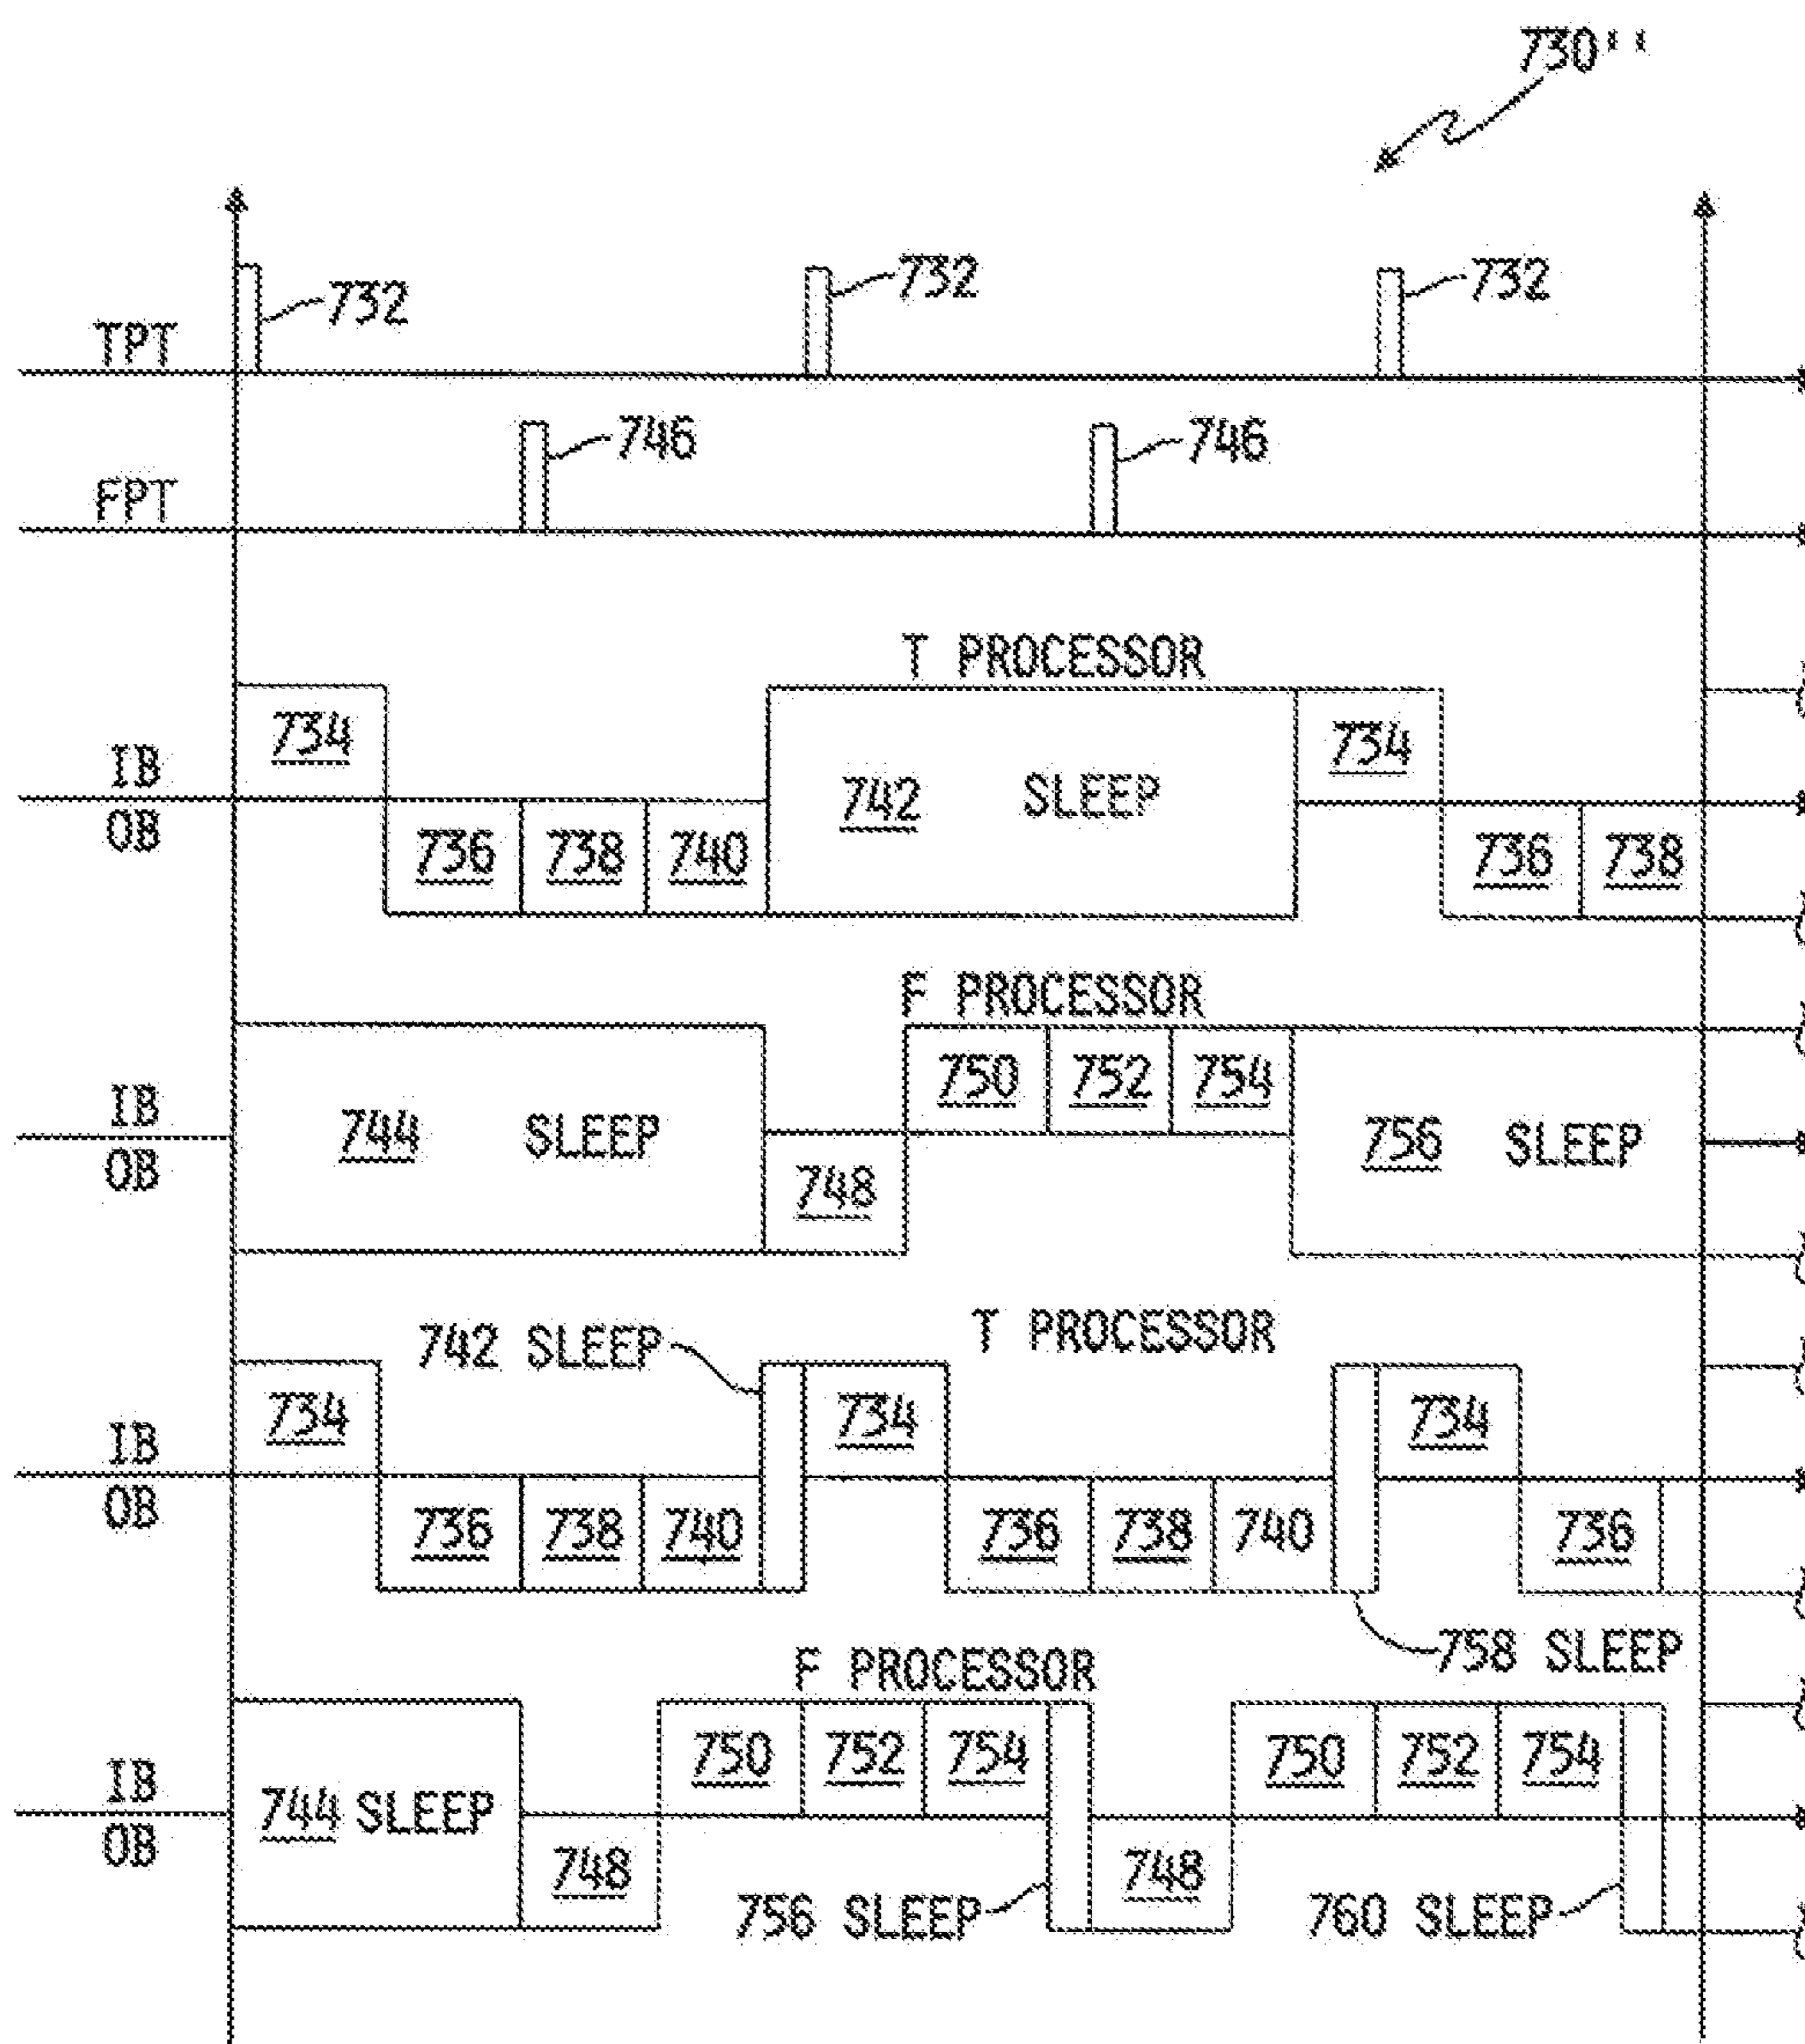 730''
732
732
732
TPT
746
746
FPT
T PROCESSOR
734
742 SLEEP
734
IB
OB
736
738
740
736
738
F PROCESSOR
750
752
754
IB
OB
744 SLEEP
748
756 SLEEP
742 SLEEP
T PROCESSOR
734
734
734
IB
OB
736
738
740
736
738
740
736
758 SLEEP
F PROCESSOR
750
752
754
750
752
754
IB
OB
744 SLEEP
748
756 SLEEP
748
760 SLEEP